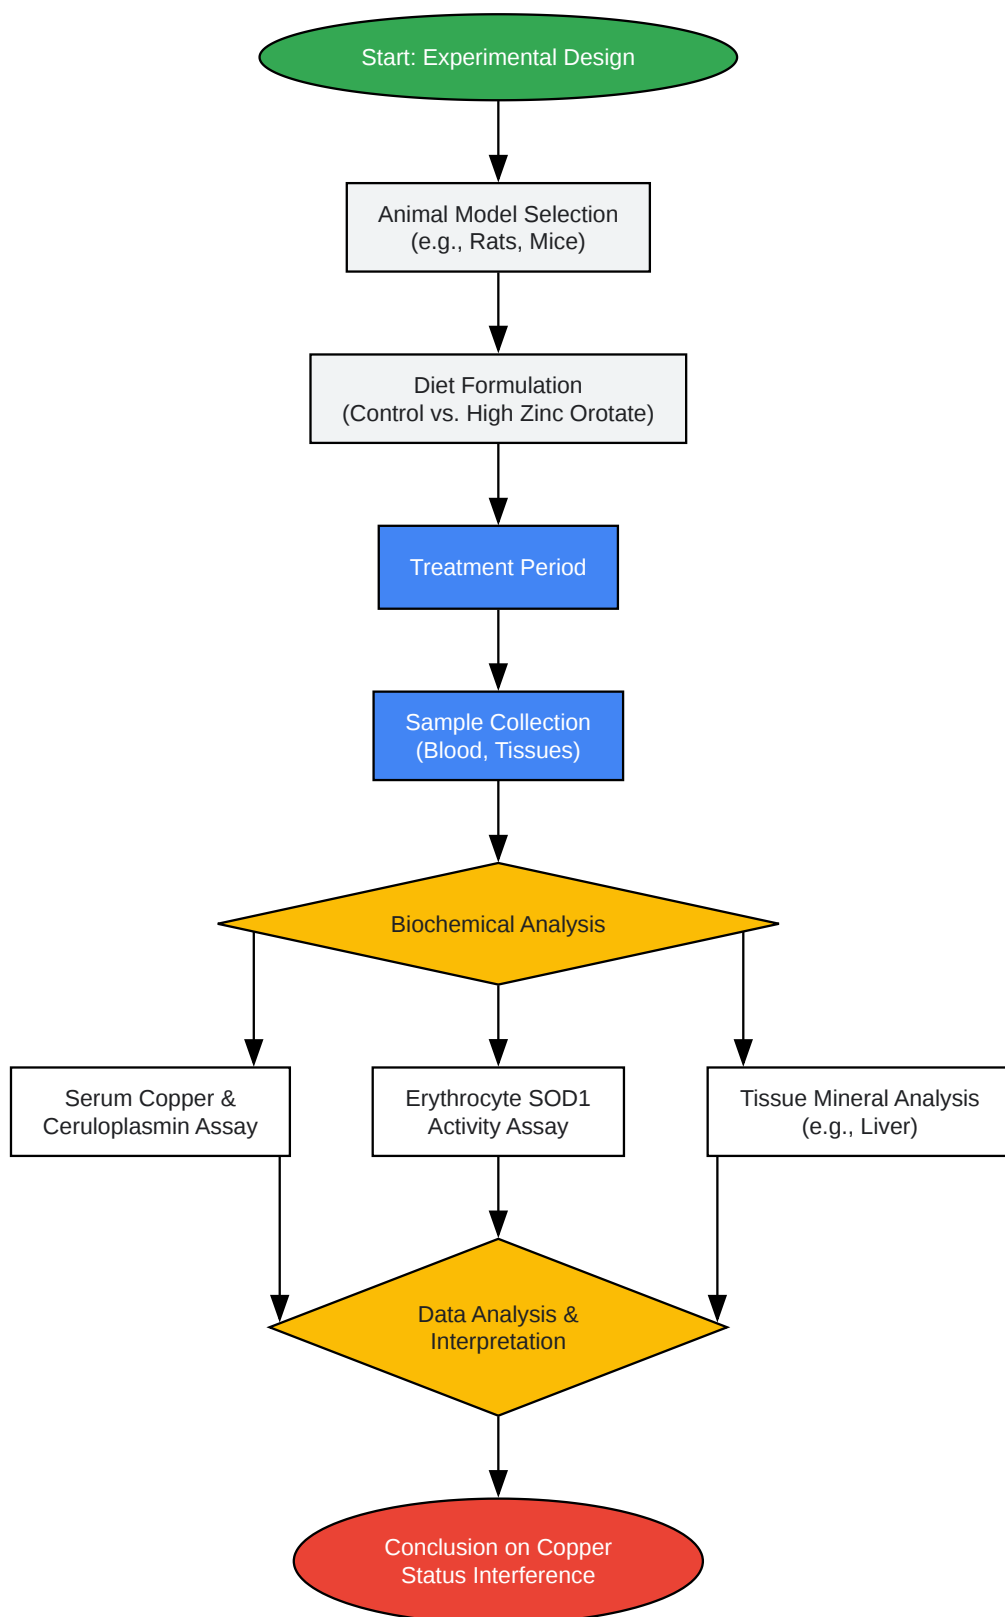 Start: Experimental Design
Animal Model Selection
(e.g., Rats, Mice)
Diet Formulation
(Control vs. High Zinc Orotate)
Treatment Period
Sample Collection
(Blood, Tissues)
Biochemical Analysis
Serum Copper &
Ceruloplasmin Assay
Erythrocyte SOD1
Activity Assay
Tissue Mineral Analysis
(e.g., Liver)
Data Analysis &
Interpretation
Conclusion on Copper
Status Interference